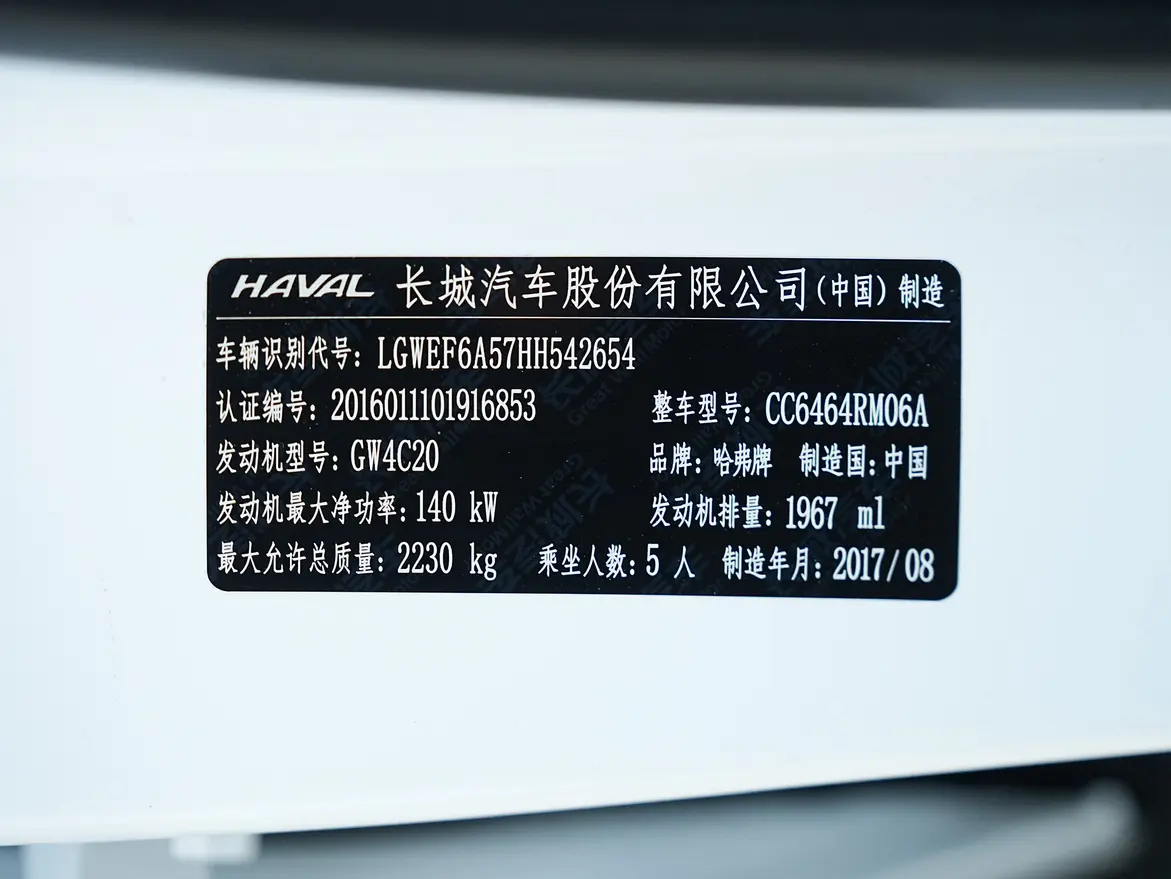 HAVAL 长城汽车股份有限公司(中国)制造
车辆识别代号: LGWEF6A57HH542654
认证编号: 2016011101916853 整车型号: CC6464RM06A
发动机型号: GW4C20 品牌: 哈弗牌 制造国: 中国
发动机最大净功率: 140 kW 发动机排量: 1967 ml
最大允许总质量: 2230 kg 乘坐人数: 5 人 制造年月: 2017/08